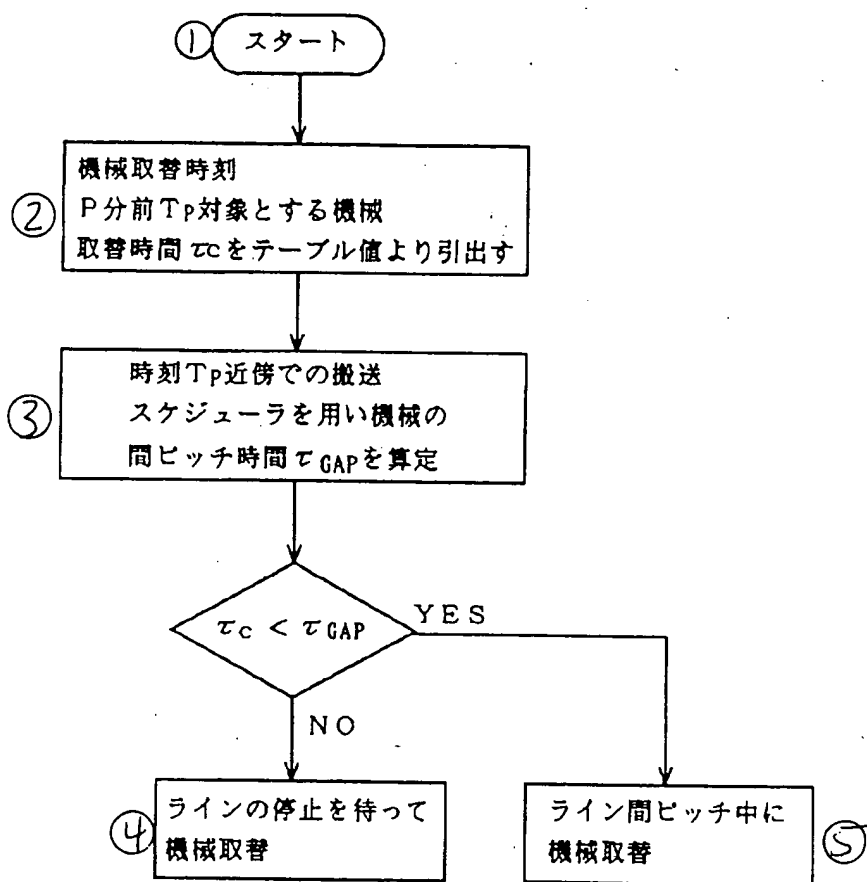 ① スタート
機械取替時刻
② P分前Tp対象とする機械
取替時間τcをテーブル値より引出す
時刻Tp近傍での搬送
③ スケジューラを用い機械の
間ピッチ時間τGAPを算定
τc < τGAP YES
NO
④ ラインの停止を待って
機械取替
ライン間ピッチ中に
機械取替 ⑤